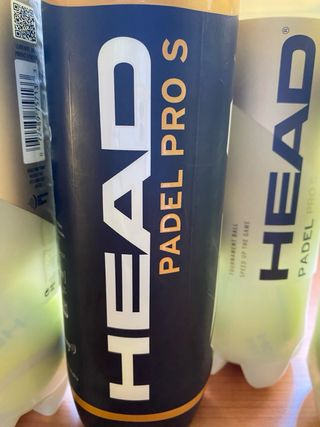 HEAD
PADEL PRO S
HEAD®
PADEL PRO S
TOURNAMENT BALL
SPEED UP THE GAME